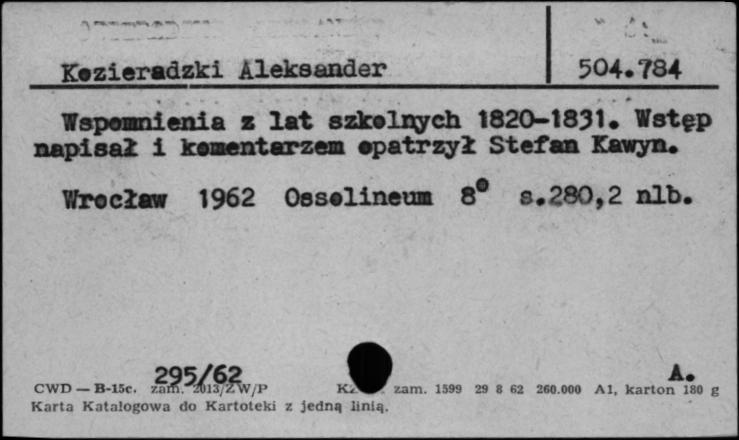 Kozieradzki Aleksander 504.784
Wspomnienia z lat szkolnych 1820-1831. Wstęp
napisał i komentarzem opatrzył Stefan Kawyn.
Wrocław 1962 Ossolineum 8° s.280,2 nlb.
295/62 A.
CWD — B-15c. zam. 2013/ZW/P zam. 1599 29 8 62 260.000 A1, karton 180 g
Karta Katalogowa do Kartoteki z jedną linią.